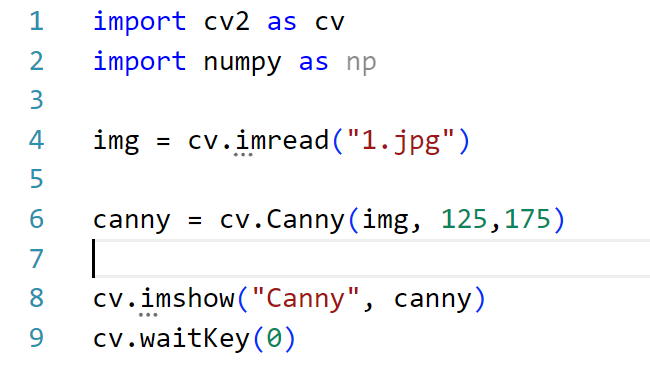 1 import cv2 as cv
2 import numpy as np
3
4 img = cv.imread("1.jpg")
5
6 canny = cv.Canny(img, 125,175)
7
8 cv.imshow("Canny", canny)
9 cv.waitKey(0)